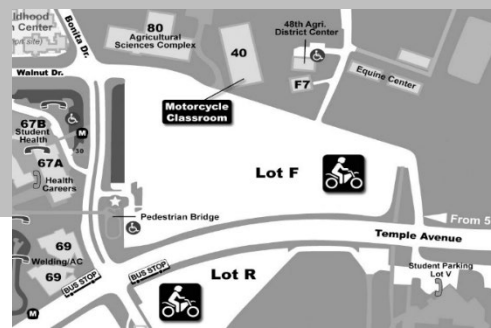 ldhood
Center
80
Agricultural
Sciences Complex
Bonita Dr.
40
48th Agri.
District Center
Walnut Dr.
F7
Equine Center
Motorcycle
Classroom
67B
Student
Health
M
67A
Health
Careers
Lot F
Pedestrian Bridge
From 5
Temple Avenue
69
Welding/AC
69
BUS STOP
BUS STOP
Lot R
Student Parking
Lot V
M